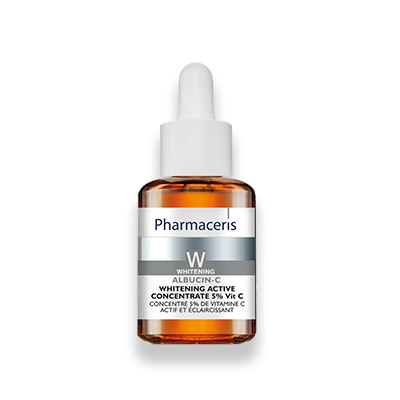 Pharmaceris
W
WHITENING
ALBUCIN-C
WHITENING ACTIVE
CONCENTRATE 5% Vit C
CONCENTRÉ 5% DE VITAMINE C
ACTIF ET ÉCLAIRCISSANT